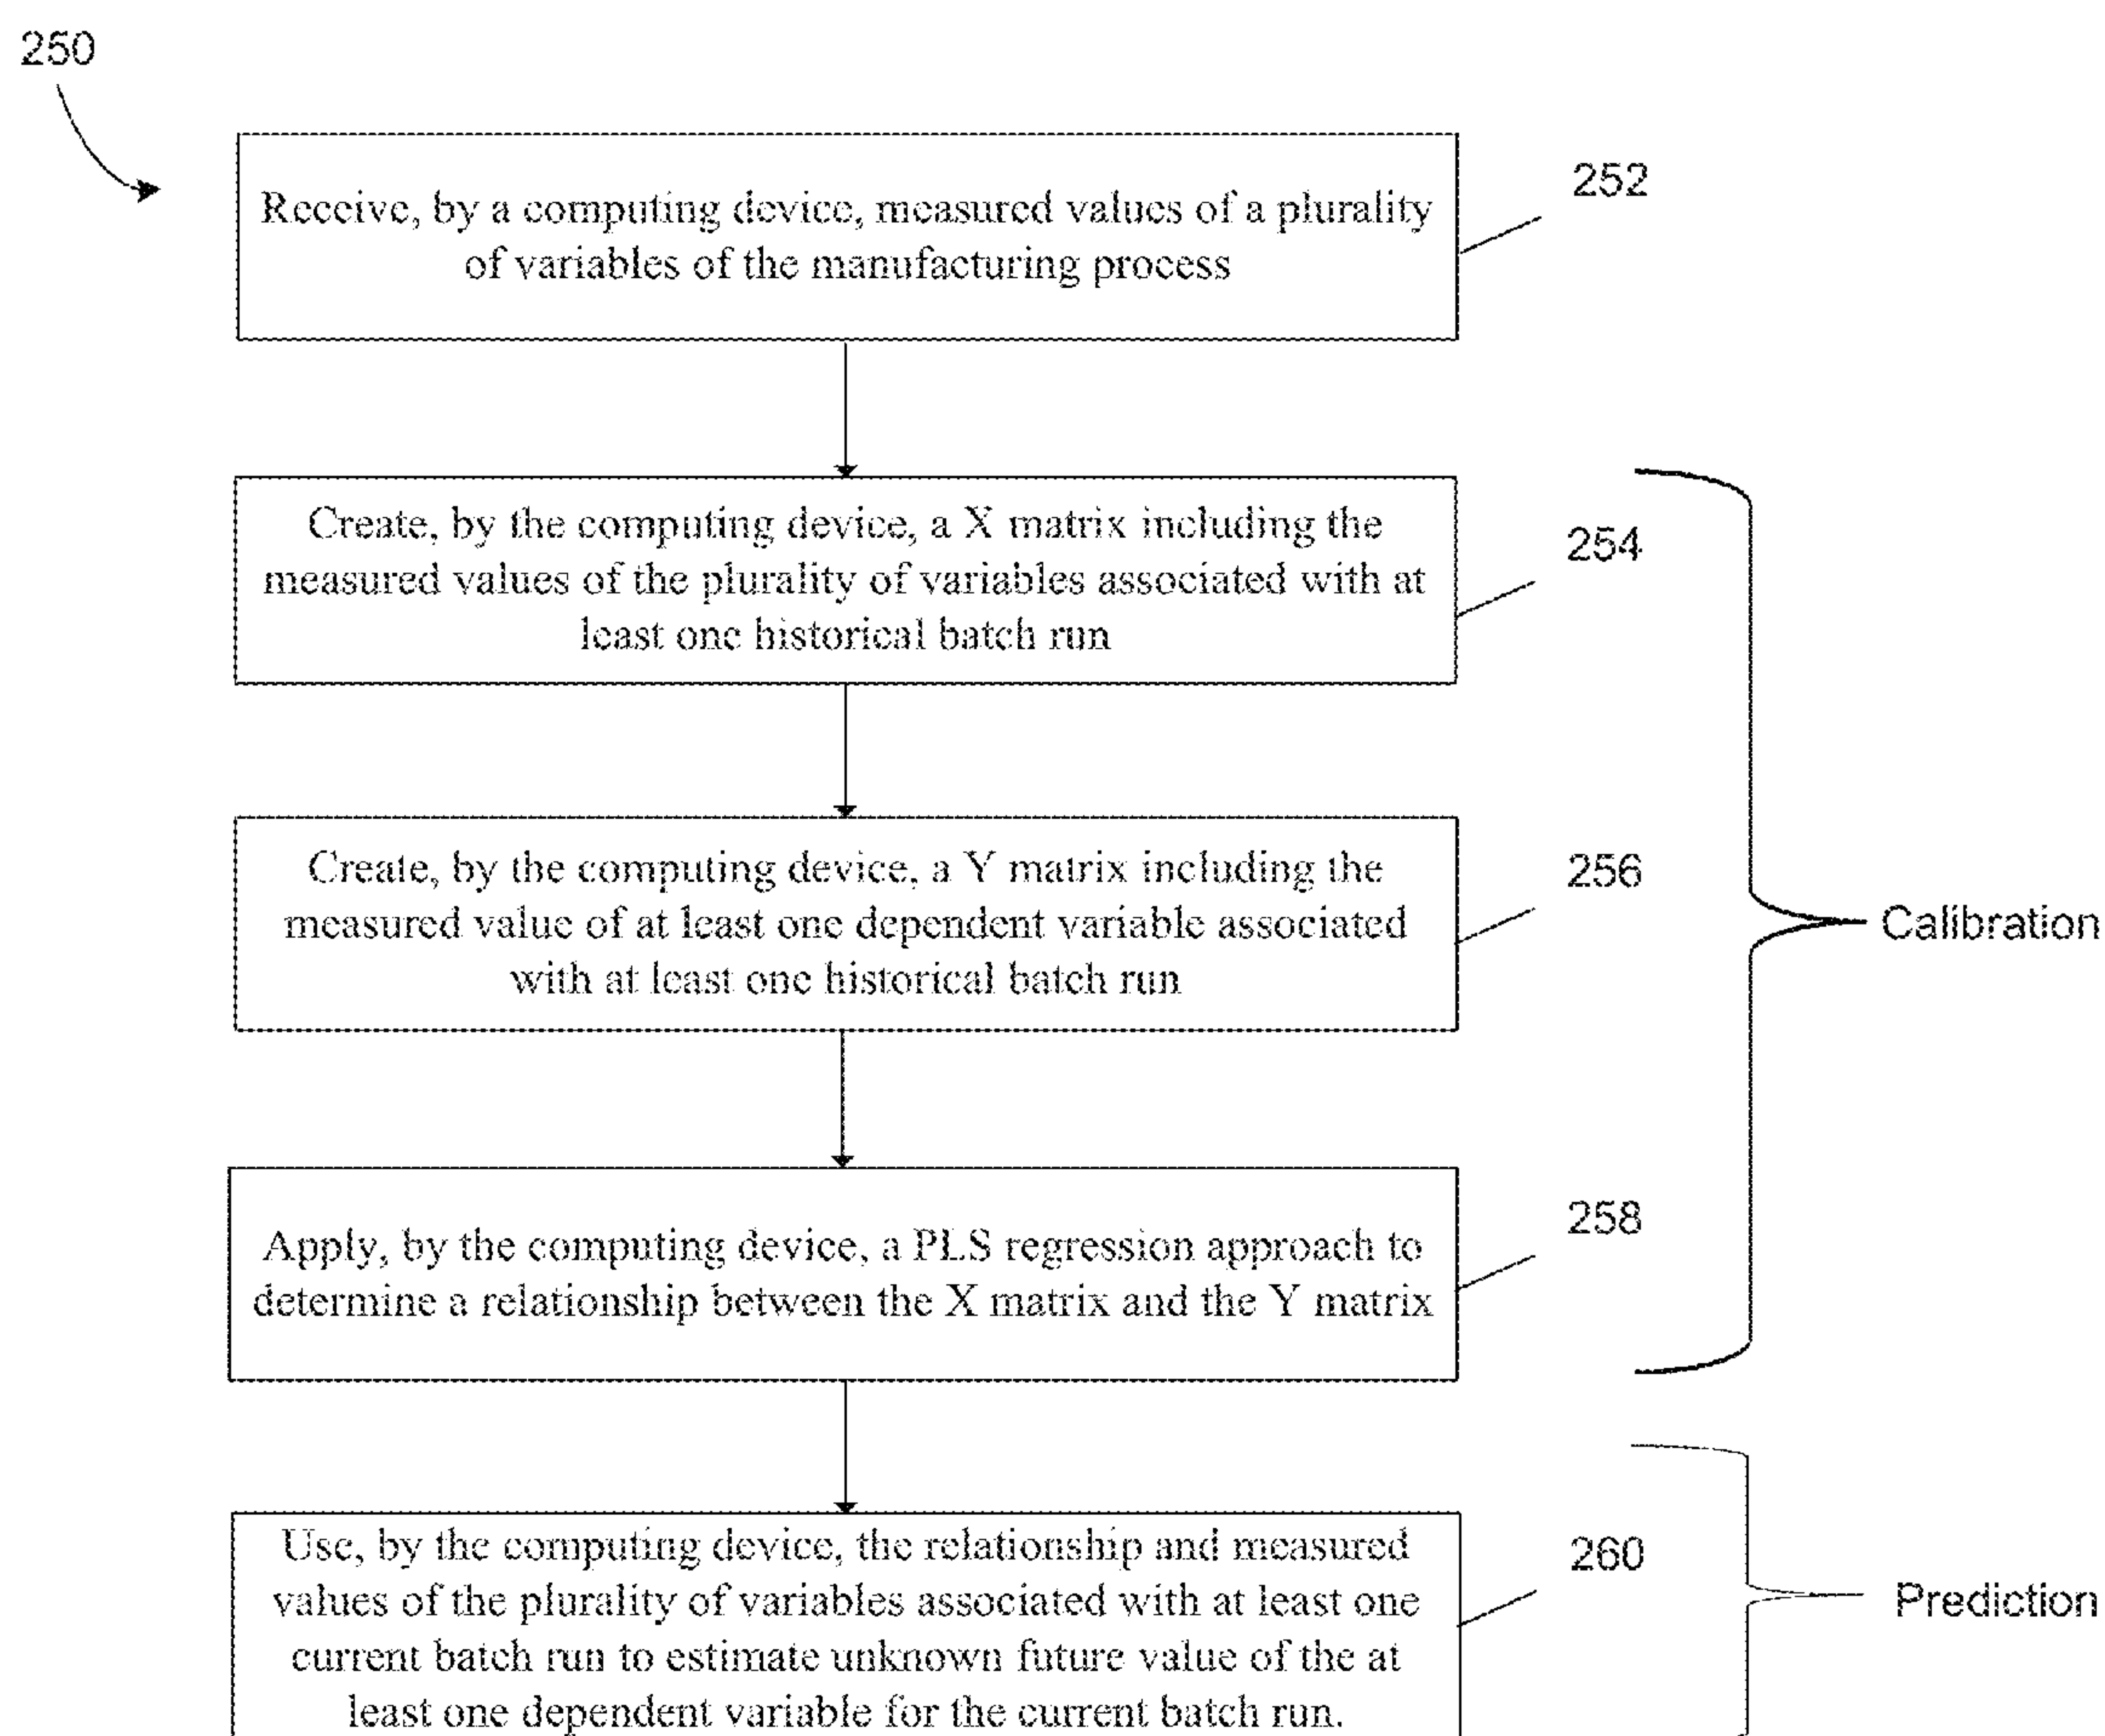 250
Receive, by a computing device, measured values of a plurality
of variables of the manufacturing process
252
Create, by the computing device, a X matrix including the
measured values of the plurality of variables associated with at
least one historical batch run
254
Create, by the computing device, a Y matrix including the
measured value of at least one dependent variable associated
with at least one historical batch run
256
Calibration
Apply, by the computing device, a PLS regression approach to
determine a relationship between the X matrix and the Y matrix
258
Use, by the computing device, the relationship and measured
values of the plurality of variables associated with at least one
current batch run to estimate unknown future value of the at
least one dependent variable for the current batch run.
260
Prediction